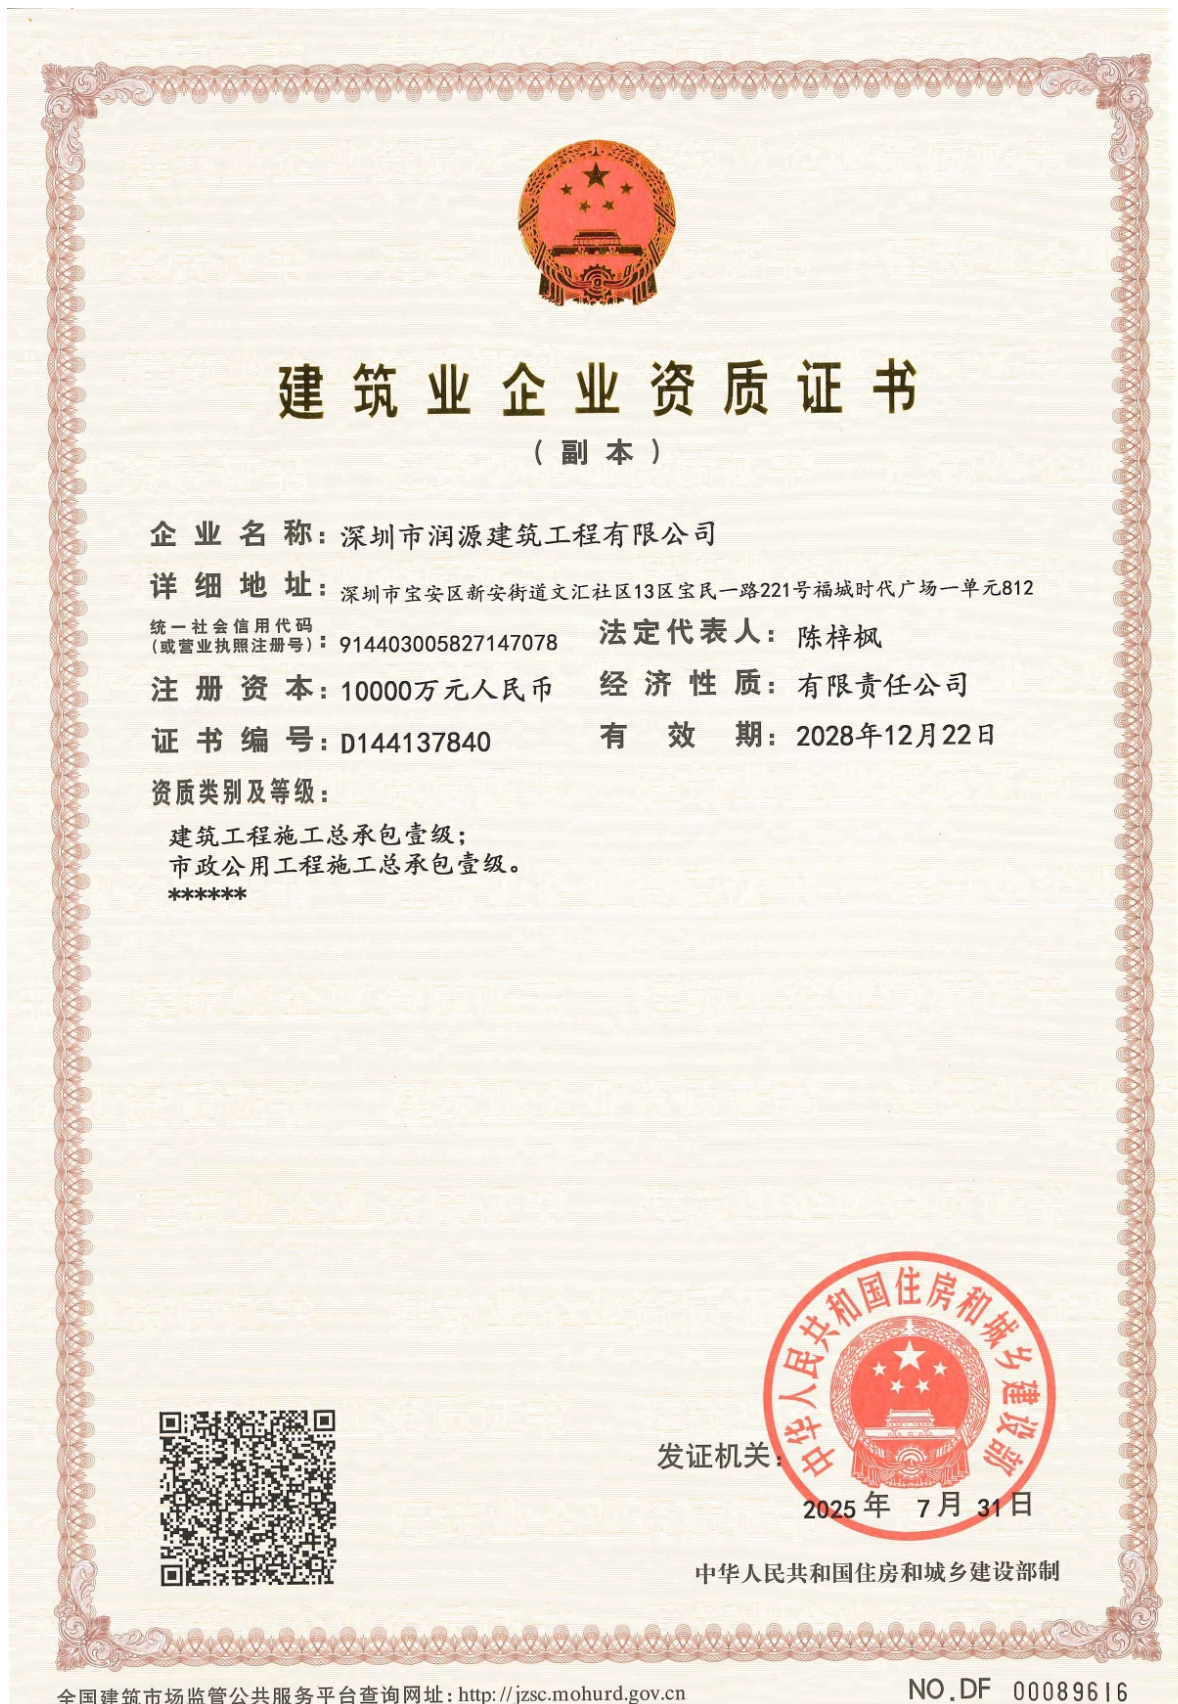 建筑业企业资质证书
（副本）
企业名称：深圳市润源建筑工程有限公司
详细地址：深圳市宝安区新安街道文汇社区13区宝民一路221号福城时代广场一单元812
统一社会信用代码
（或营业执照注册号）：914403005827147078
法定代表人：陈梓枫
注册资本：10000万元人民币
经济性质：有限责任公司
证书编号：D144137840
有效期：2028年12月22日
资质类别及等级：
建筑工程施工总承包壹级；
市政公用工程施工总承包壹级。
******
中华人民共和国住房和城乡建设部
发证机关：
2025年 7月 31日
中华人民共和国住房和城乡建设部制
全国建筑市场监管公共服务平台查询网址：http://jzsc.mohurd.gov.cn
NO.DF 00089616